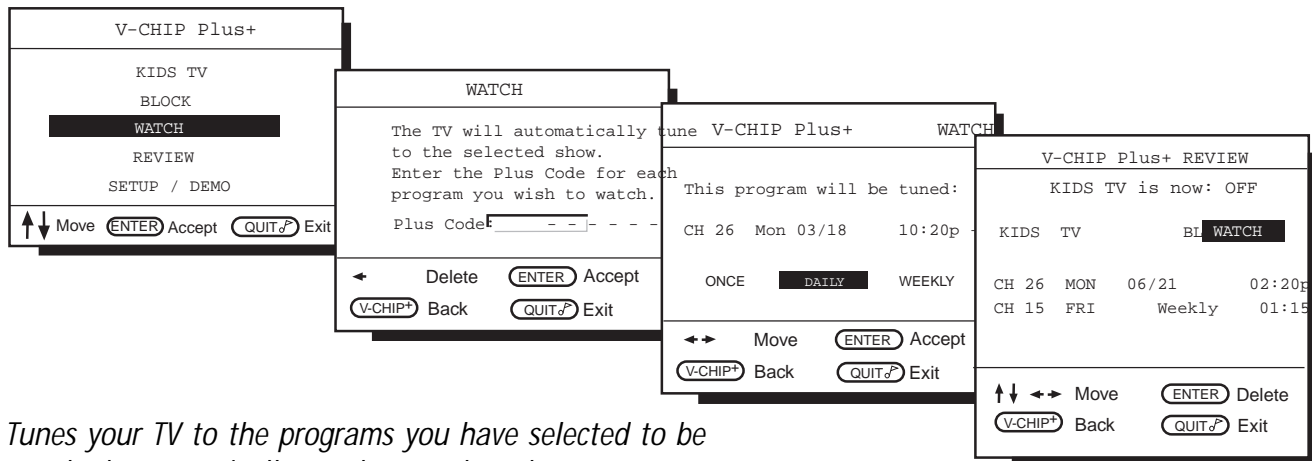 V-CHIP Plus+
KIDS TV
BLOCK
WATCH
REVIEW
SETUP / DEMO
Move ENTER Accept QUIT Exit
WATCH
The TV will automatically tune
to the selected show.
Enter the Plus Code for each
program you wish to watch.
Plus Code: _ _ _ _ _ _
Delete ENTER Accept
V-CHIP+ Back QUIT Exit
V-CHIP Plus+ WATCH
This program will be tuned:
CH 26 Mon 03/18 10:20p -
ONCE DAILY WEEKLY
Move ENTER Accept
V-CHIP+ Back QUIT Exit
V-CHIP Plus+ REVIEW
KIDS TV is now: OFF
KIDS TV BL WATCH
CH 26 MON 06/21 02:20p
CH 15 FRI Weekly 01:15
Move ENTER Delete
V-CHIP+ Back QUIT Exit
Tunes your TV to the programs you have selected to be